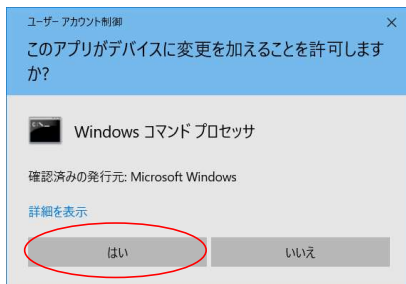 ユーザー アカウント制御
このアプリがデバイスに変更を加えることを許可します
か?
Windows コマンド プロセッサ
確認済みの発行元: Microsoft Windows
詳細を表示
はい
いいえ